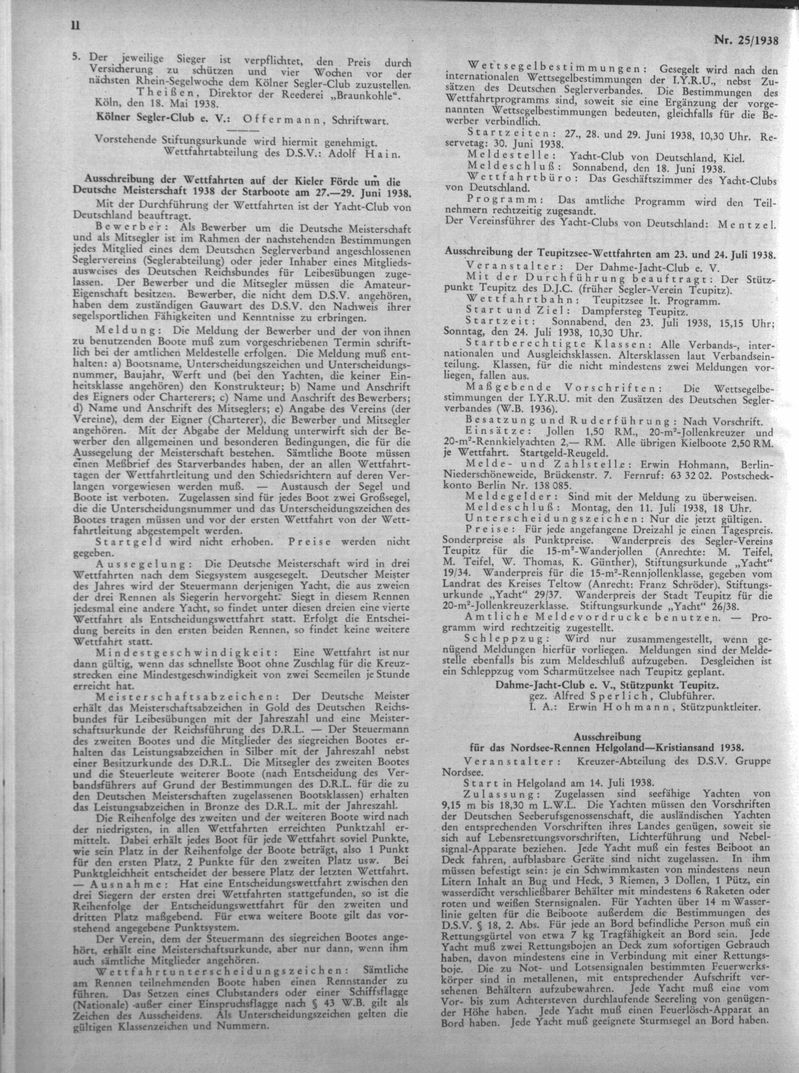 11
Nr. 25/1938
5. Der jeweilige Sieger ist verpflichtet, den Preis durch
Versicherung zu schützen und vier Wochen vor der
nächsten Rhein-Segelwoche dem Kölner Segler-Club zuzustellen.
Theißen, Direktor der Reederei „Braunkohle“.
Köln, den 18. Mai 1938.
Kölner Segler-Club e. V.: Offermann, Schriftwart.
Vorstehende Stiftungsurkunde wird hiermit genehmigt.
Wettfahrtabteilung des D.S.V.: Adolf Hain.
Ausschreibung der Wettfahrten auf der Kieler Förde um die
Deutsche Meisterschaft 1938 der Starboote am 27.—29. Juni 1938.
Mit der Durchführung der Wettfahrten ist der Yacht-Club von
Deutschland beauftragt.
Bewerber: Als Bewerber um die Deutsche Meisterschaft
und als Mitsegler ist im Rahmen der nachstehenden Bestimmungen
jedes Mitglied eines dem Deutschen Seglerverband angeschlossenen
Seglervereins (Seglerabteilung) oder jeder Inhaber eines Mitglieds-
ausweises des Deutschen Reichsbundes für Leibesübungen zuge-
lassen. Der Bewerber und die Mitsegler müssen die Amateur-
Eigenschaft besitzen. Bewerber, die nicht dem D.S.V. angehören,
haben dem zuständigen Gauwart des D.S.V. den Nachweis ihrer
segelsportlichen Fähigkeiten und Kenntnisse zu erbringen.
Meldung: Die Meldung der Bewerber und der von ihnen
zu benutzenden Boote muß zum vorgeschriebenen Termin schrift-
lich bei der amtlichen Meldestelle erfolgen. Die Meldung muß ent-
halten: a) Bootsname, Unterscheidungszeichen und Unterscheidungs-
nummer, Baujahr, Werft und (bei den Yachten, die keiner Ein-
heitsklasse angehören) den Konstrukteur; b) Name und Anschrift
des Eigners oder Charterers; c) Name und Anschrift des Bewerbers;
d) Name und Anschrift des Mitseglers; e) Angabe des Vereins (der
Vereine), dem der Eigner (Charterer), die Bewerber und Mitsegler
angehören. Mit der Abgabe der Meldung unterwirft sich der Be-
werber den allgemeinen und besonderen Bedingungen, die für die
Aussegelung der Meisterschaft bestehen. Sämtliche Boote müssen
einen Meßbrief des Starverbandes haben, der an allen Wettfahrt-
tagen der Wettfahrtleitung und den Schiedsrichtern auf deren Ver-
langen vorgewiesen werden muß. — Austausch der Segel und
Boote ist verboten. Zugelassen sind für jedes Boot zwei Großsegel,
die die Unterscheidungsnummer und das Unterscheidungszeichen des
Bootes tragen müssen und vor der ersten Wettfahrt von der Wett-
fahrtleitung abgestempelt werden.
Startgeld wird nicht erhoben. Preise werden nicht
gegeben.
Aussegelung: Die Deutsche Meisterschaft wird in drei
Wettfahrten nach dem Siegsystem ausgesegelt. Deutscher Meister
des Jahres wird der Steuermann derjenigen Yacht, die aus zweien
der drei Rennen als Siegerin hervorgeht. Siegt in diesem Rennen
jedesmal eine andere Yacht, so findet unter diesen dreien eine vierte
Wettfahrt als Entscheidungswettfahrt statt. Erfolgt die Entschei-
dung bereits in den ersten beiden Rennen, so findet keine weitere
Wettfahrt statt.
Mindestgeschwindigkeit: Eine Wettfahrt ist nur
dann gültig, wenn das schnellste Boot ohne Zuschlag für die Kreuz-
strecken eine Mindestgeschwindigkeit von zwei Seemeilen je Stunde
erreicht hat.
Meisterschaftsabzeichen: Der Deutsche Meister
erhält das Meisterschaftsabzeichen in Gold des Deutschen Reichs-
bundes für Leibesübungen mit der Jahreszahl und eine Meister-
schaftsurkunde der Reichsführung des D.R.L. — Der Steuermann
des zweiten Bootes und die Mitglieder des siegreichen Bootes er-
halten das Leistungsabzeichen in Silber mit der Jahreszahl nebst
einer Besitzurkunde des D.R.L. Die Mitsegler des zweiten Bootes
und die Steuerleute weiterer Boote (nach Entscheidung des Ver-
bandsführers auf Grund der Bestimmungen des D.R.L. für die zu
den Deutschen Meisterschaften zugelassenen Bootsklassen) erhalten
das Leistungsabzeichen in Bronze des D.R.L. mit der Jahreszahl.
Die Reihenfolge des zweiten und der weiteren Boote wird nach
der niedrigsten, in allen Wettfahrten erreichten Punktzahl er-
mittelt. Dabei erhält jedes Boot für jede Wettfahrt soviel Punkte,
wie sein Platz in der Reihenfolge der Boote beträgt, also 1 Punkt
für den ersten Platz, 2 Punkte für den zweiten Platz usw. Bei
Punktgleichheit entscheidet der bessere Platz der letzten Wettfahrt.
— Ausnahme: Hat eine Entscheidungswettfahrt zwischen den
drei Siegern der ersten drei Wettfahrten stattgefunden, so ist die
Reihenfolge der Entscheidungswettfahrt für den zweiten und
dritten Platz maßgebend. Für etwa weitere Boote gilt das vor-
stehend angegebene Punktsystem.
Der Verein, dem der Steuermann des siegreichen Bootes ange-
hört, erhält eine Meisterschaftsurkunde, aber nur dann, wenn ihm
auch sämtliche Mitglieder angehören.
Wettfahrtunterscheidungszeichen: Sämtliche
am Rennen teilnehmenden Boote haben einen Rennstander zu
führen. Das Setzen eines Clubstanders oder einer Schiffsflagge
(Nationale) außer einer Einspruchsflagge nach § 43 W.B. gilt als
Zeichen des Ausscheidens. Als Unterscheidungszeichen gelten die
gültigen Klassenzeichen und Nummern.
Wettsegelbestimmungen: Gesegelt wird nach den
internationalen Wettsegelbestimmungen der I.Y.R.U., nebst Zu-
sätzen des Deutschen Seglerverbandes. Die Bestimmungen des
Wettfahrtprogramms sind, soweit sie eine Ergänzung der vorge-
nannten Wettsegelbestimmungen bedeuten, gleichfalls für die Be-
werber verbindlich.
Startzeiten: 27., 28. und 29. Juni 1938, 10,30 Uhr. Re-
servetag: 30. Juni 1938.
Meldestelle: Yacht-Club von Deutschland, Kiel.
Meldeschluß: Sonnabend, den 18. Juni 1938.
Wettfahrtbüro: Das Geschäftszimmer des Yacht-Clubs
von Deutschland.
Programm: Das amtliche Programm wird den Teil-
nehmern rechtzeitig zugesandt.
Der Vereinsführer des Yacht-Clubs von Deutschland: Mentzel.
Ausschreibung der Teupitzsee-Wettfahrten am 23. und 24. Juli 1938.
Veranstalter: Der Dahme-Jacht-Club e. V.
Mit der Durchführung beauftragt: Der Stütz-
punkt Teupitz des D.J.C. (früher Segler-Verein Teupitz).
Wettfahrtbahn: Teupitzsee lt. Programm.
Start und Ziel: Dampfersteg Teupitz.
Startzeit: Sonnabend, den 23. Juli 1938, 15,15 Uhr;
Sonntag, den 24. Juli 1938, 10,30 Uhr.
Startberechtigte Klassen: Alle Verbands-, inter-
nationalen und Ausgleichsklassen. Altersklassen laut Verbandsein-
teilung. Klassen, für die nicht mindestens zwei Meldungen vor-
liegen, fallen aus.
Maßgebende Vorschriften: Die Wettsegelbe-
stimmungen der I.Y.R.U. mit den Zusätzen des Deutschen Segler-
verbandes (W.B. 1936).
Besatzung und Ruderführung: Nach Vorschrift.
Einsätze: Jollen 1,50 RM., 20-m²-Jollenkreuzer und
20-m²-Rennkielyachten 2,— RM. Alle übrigen Kielboote 2,50 RM.
je Wettfahrt. Startgeld-Reugeld.
Melde- und Zahlstelle: Erwin Hohmann, Berlin-
Niederschöneweide, Brückenstr. 7. Fernruf: 63 32 02. Postscheck-
konto Berlin Nr. 138 085.
Meldegelder: Sind mit der Meldung zu überweisen.
Meldeschluß: Montag, den 11. Juli 1938, 18 Uhr.
Unterscheidungszeichen: Nur die jetzt gültigen.
Preise: Für jede angefangene Dreizahl je einen Tagespreis.
Sonderpreise als Punktpreise. Wanderpreis des Segler-Vereins
Teupitz für die 15-m²-Wanderjollen (Anrechte: M. Teifel,
M. Teifel, W. Thomas, K. Günther), Stiftungsurkunde „Yacht“
19/34. Wanderpreis für die 15-m²-Rennjollenklasse, gegeben vom
Landrat des Kreises Teltow (Anrecht: Franz Schröder), Stiftungs-
urkunde „Yacht“ 29/37. Wanderpreis der Stadt Teupitz für die
20-m²-Jollenkreuzerklasse. Stiftungsurkunde „Yacht“ 26/38.
Amtliche Meldevordrucke benutzen. — Pro-
gramm wird rechtzeitig zugestellt.
Schleppzug: Wird nur zusammengestellt, wenn ge-
nügend Meldungen hierfür vorliegen. Meldungen sind der Melde-
stelle ebenfalls bis zum Meldeschluß aufzugeben. Desgleichen ist
ein Schleppzug vom Scharmützelsee nach Teupitz geplant.
Dahme-Jacht-Club e. V., Stützpunkt Teupitz.
gez. Alfred Sperlich, Clubführer.
I. A.: Erwin Hohmann, Stützpunktleiter.
Ausschreibung
für das Nordsee-Rennen Helgoland—Kristiansand 1938.
Veranstalter: Kreuzer-Abteilung des D.S.V. Gruppe
Nordsee.
Start in Helgoland am 14. Juli 1938.
Zulassung: Zugelassen sind seefähige Yachten von
9,15 m bis 18,30 m L.W.L. Die Yachten müssen den Vorschriften
der Deutschen Seeberufsgenossenschaft, die ausländischen Yachten
den entsprechenden Vorschriften ihres Landes genügen, soweit sie
sich auf Lebensrettungsvorschriften, Lichterführung und Nebel-
signal-Apparate beziehen. Jede Yacht muß ein festes Beiboot an
Deck fahren, aufblasbare Geräte sind nicht zugelassen. In ihm
müssen befestigt sein: je ein Schwimmkasten von mindestens neun
Litern Inhalt an Bug und Heck, 3 Riemen, 3 Dollen, 1 Pütz, ein
wasserdicht verschließbarer Behälter mit mindestens 6 Raketen oder
roten und weißen Sternsignalen. Für Yachten über 14 m Wasser-
linie gelten für die Beiboote außerdem die Bestimmungen des
D.S.V. § 18, 2. Abs. Für jede an Bord befindliche Person muß ein
Rettungsgürtel von etwa 7 kg Tragfähigkeit an Bord sein. Jede
Yacht muß zwei Rettungsbojen an Deck zum sofortigen Gebrauch
haben, davon mindestens eine in Verbindung mit einer Rettungs-
boje. Die zu Not- und Lotsensignalen bestimmten Feuerwerks-
körper sind in metallenen, mit entsprechender Aufschrift ver-
sehenen Behältern aufzubewahren. Jede Yacht muß eine vom
Vor- bis zum Achtersteven durchlaufende Seereling von genügen-
der Höhe haben. Jede Yacht muß einen Feuerlösch-Apparat an
Bord haben. Jede Yacht muß geeignete Sturmsegel an Bord haben.